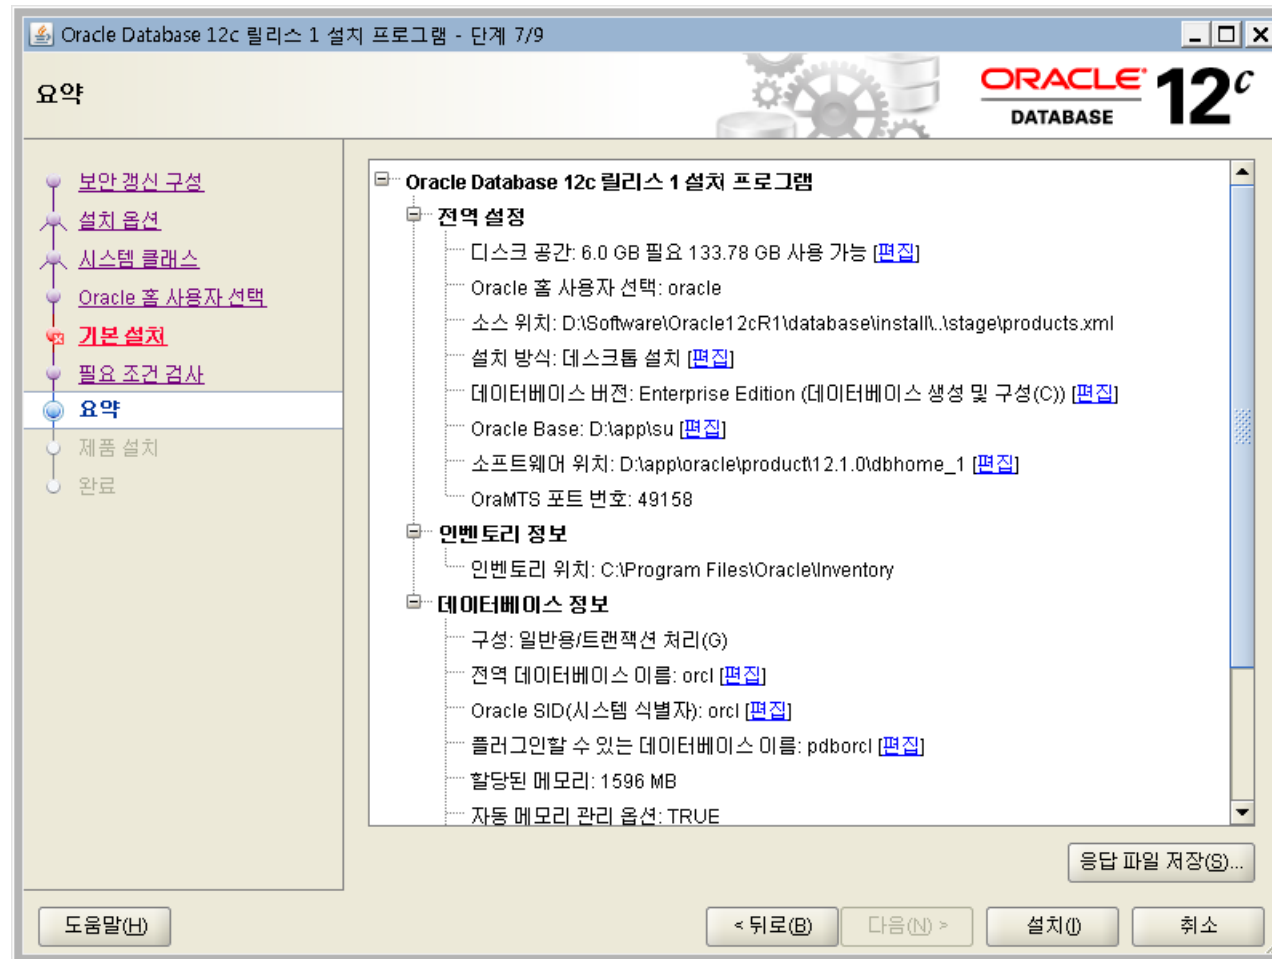 Oracle Database 12c 릴리스 1 설치 프로그램 - 단계 7/9
요약
ORACLE DATABASE 12c
보안 갱신 구성
설치 옵션
시스템 클래스
Oracle 홈 사용자 선택
기본 설치
필요 조건 검사
요약
제품 설치
완료
Oracle Database 12c 릴리스 1 설치 프로그램
전역 설정
디스크 공간: 6.0 GB 필요 133.78 GB 사용 가능 [편집]
Oracle 홈 사용자 선택: oracle
소스 위치: D:\Software\Oracle12cR1\database\install\..\stage\products.xml
설치 방식: 데스크톱 설치 [편집]
데이터베이스 버전: Enterprise Edition (데이터베이스 생성 및 구성(C)) [편집]
Oracle Base: D:\app\su [편집]
소프트웨어 위치: D:\app\oracle\product\12.1.0\dbhome_1 [편집]
OraMTS 포트 번호: 49158
인벤토리 정보
인벤토리 위치: C:\Program Files\Oracle\Inventory
데이터베이스 정보
구성: 일반용/트랜잭션 처리(G)
전역 데이터베이스 이름: orcl [편집]
Oracle SID(시스템 식별자): orcl [편집]
플러그인할 수 있는 데이터베이스 이름: pdborcl [편집]
할당된 메모리: 1596 MB
자동 메모리 관리 옵션: TRUE
응답 파일 저장(S)...
도움말(H)
< 뒤로(B)
다음(N) >
설치(I)
취소